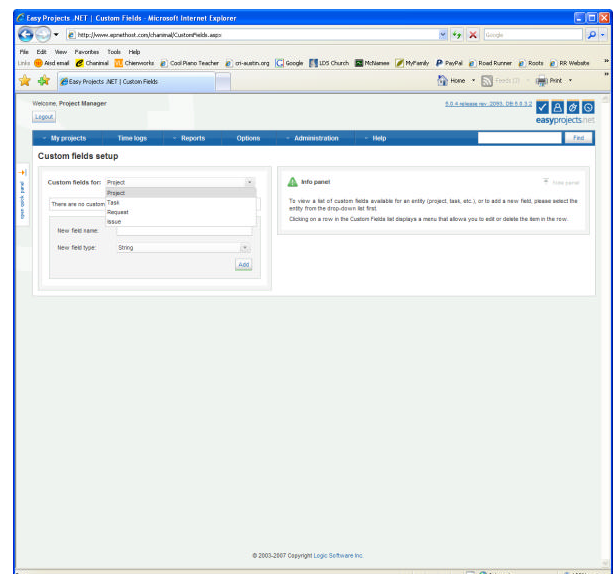 Easy Projects .NET | Custom Fields - Microsoft Internet Explorer
http://www.epnethost.com/chanimal/CustomFields.aspx
Google
File Edit View Favorites Tools Help
Links Aled email Chanimal Chienworks Cool Piano Teacher cri-austin.org Google LDS Church McNamee MyFamily PayPal Road Runner Roots RR Website
Easy Projects .NET | Custom Fields
Home Feeds (2) Print
Welcome, Project Manager
Logout
easyprojects.net
My projects Time logs Reports Options Administration Help Find
Custom fields setup
open quick panel
Custom fields for: Project
Project
Task
Request
Issue
There are no custom
New field name:
New field type: String
Add
Info panel
Hide panel
To view a list of custom fields available for an entity (project, task, etc.), or to add a new field, please select the
entity from the drop-down list first.
Clicking on a row in the Custom Fields list displays a menu that allows you to edit or delete the item in the row.
© 2003-2007 Copyright Logic Software Inc.